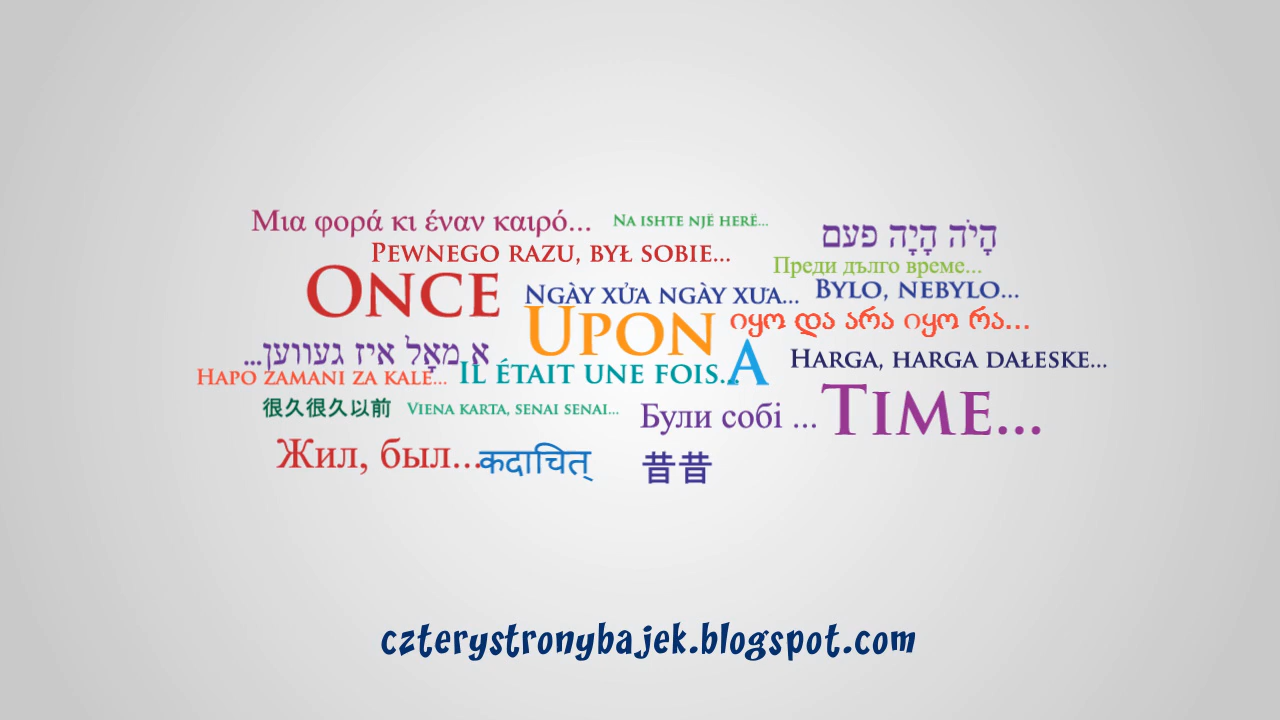 Μια φορά κι έναν καιρό...
Na ishte një herë...
הָיֹה הָיָה פעם
Pewnego razu, był sobie...
Преди дълго време...
Once
Ngày xửa ngày xưa...
Bylo, nebylo...
Upon
იყო და არა იყო რა...
אַ מאָל איז געווען...
A
Harga, harga dałeske...
Hapo zamani za kale...
Il était une fois...
很久很久以前
Viena karta, senai senai...
Були собі ...
Time...
Жил, был...
कदाचित्
昔昔
czterystronybajek.blogspot.com